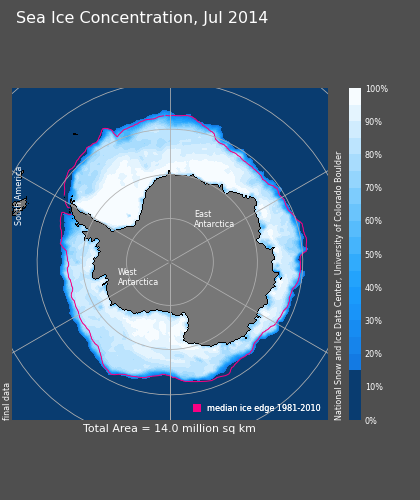 Sea Ice Concentration, Jul 2014
South America
East
Antarctica
West
Antarctica
final data
median ice edge 1981-2010
Total Area = 14.0 million sq km
National Snow and Ice Data Center, University of Colorado Boulder
100%
90%
80%
70%
60%
50%
40%
30%
20%
10%
0%